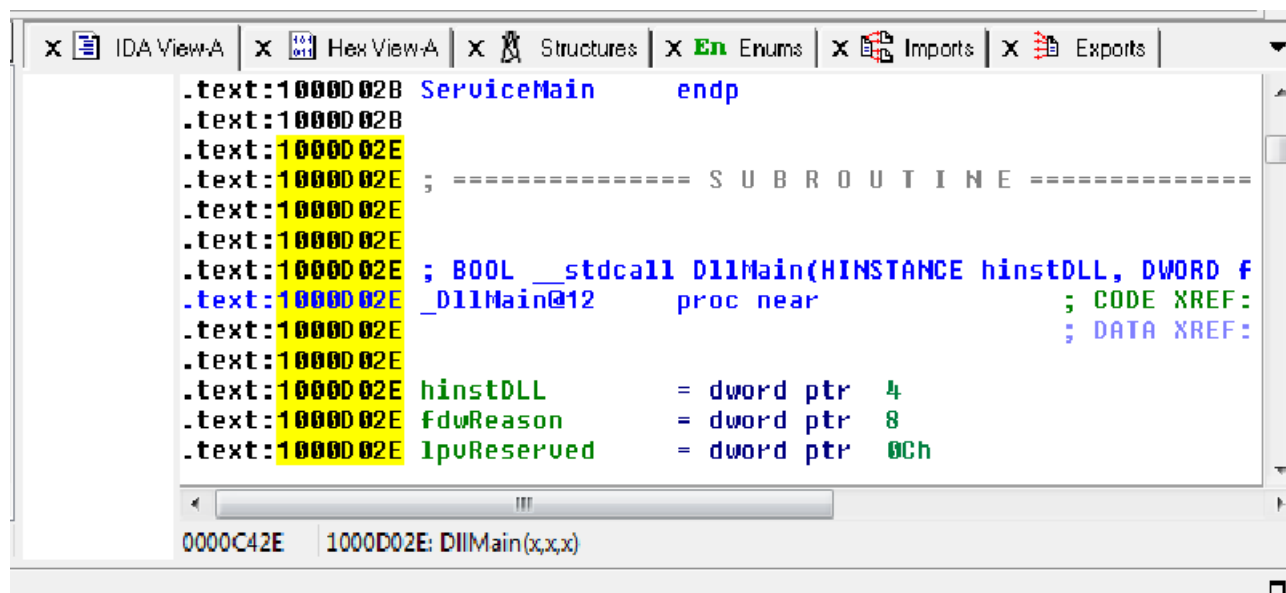 x IDA View-A x Hex View-A x Structures x En Enums x Imports x Exports
.text:1000D02B ServiceMain endp
.text:1000D02B
.text:1000D02E
.text:1000D02E ; =============== S U B R O U T I N E ==============
.text:1000D02E
.text:1000D02E
.text:1000D02E ; BOOL __stdcall DllMain(HINSTANCE hinstDLL, DWORD f
.text:1000D02E _DllMain@12 proc near ; CODE XREF:
.text:1000D02E ; DATA XREF:
.text:1000D02E
.text:1000D02E hinstDLL = dword ptr 4
.text:1000D02E fdwReason = dword ptr 8
.text:1000D02E lpvReserved = dword ptr 0Ch
0000C42E 1000D02E: DllMain(x,x,x)